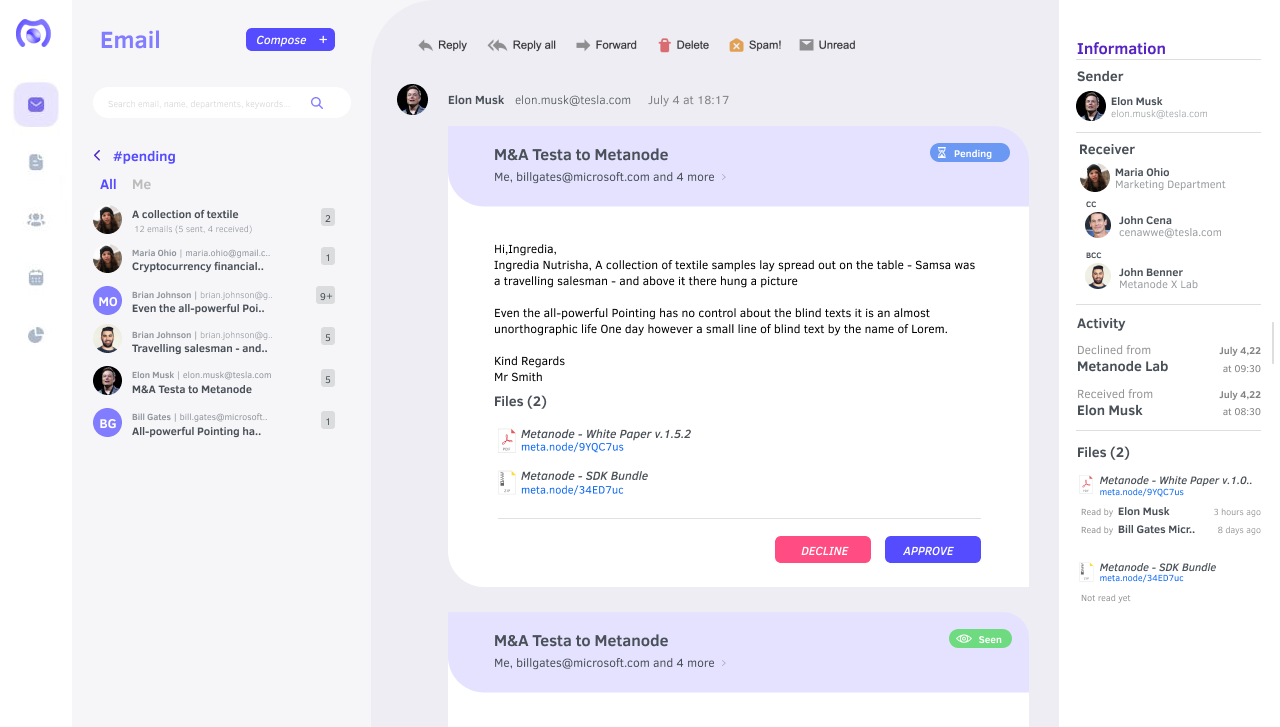 Email
Compose +
Search email, name, departments, keywords...
#pending
All Me
A collection of textile
12 emails (5 sent, 4 received)
2
Maria Ohio | maria.ohio@gmail.c..
Cryptocurrency financial..
1
MO
Brian Johnson | brian.johnson@g..
Even the all-powerful Poi..
9+
Brian Johnson | brian.johnson@g..
Travelling salesman - and..
5
Elon Musk | elon.musk@tesla.com
M&A Testa to Metanode
5
BG
Bill Gates | bill.gates@microsoft..
All-powerful Pointing ha..
1
Reply Reply all Forward Delete Spam! Unread
Elon Musk elon.musk@tesla.com July 4 at 18:17
M&A Testa to Metanode
Pending
Me, billgates@microsoft.com and 4 more
Hi,Ingredia,
Ingredia Nutrisha, A collection of textile samples lay spread out on the table - Samsa was
a travelling salesman - and above it there hung a picture
Even the all-powerful Pointing has no control about the blind texts it is an almost
unorthographic life One day however a small line of blind text by the name of Lorem.
Kind Regards
Mr Smith
Files (2)
Metanode - White Paper v.1.5.2
PDF
meta.node/9YQC7us
Metanode - SDK Bundle
ZIP
meta.node/34ED7uc
DECLINE APPROVE
M&A Testa to Metanode
Seen
Me, billgates@microsoft.com and 4 more
Information
Sender
Elon Musk
elon.musk@tesla.com
Receiver
Maria Ohio
Marketing Department
CC
John Cena
cenawwe@tesla.com
BCC
John Benner
Metanode X Lab
Activity
Declined from July 4,22
Metanode Lab at 09:30
Received from July 4,22
Elon Musk at 08:30
Files (2)
Metanode - White Paper v.1.0..
meta.node/9YQC7us
Read by Elon Musk 3 hours ago
Read by Bill Gates Micr.. 8 days ago
Metanode - SDK Bundle
meta.node/34ED7uc
Not read yet